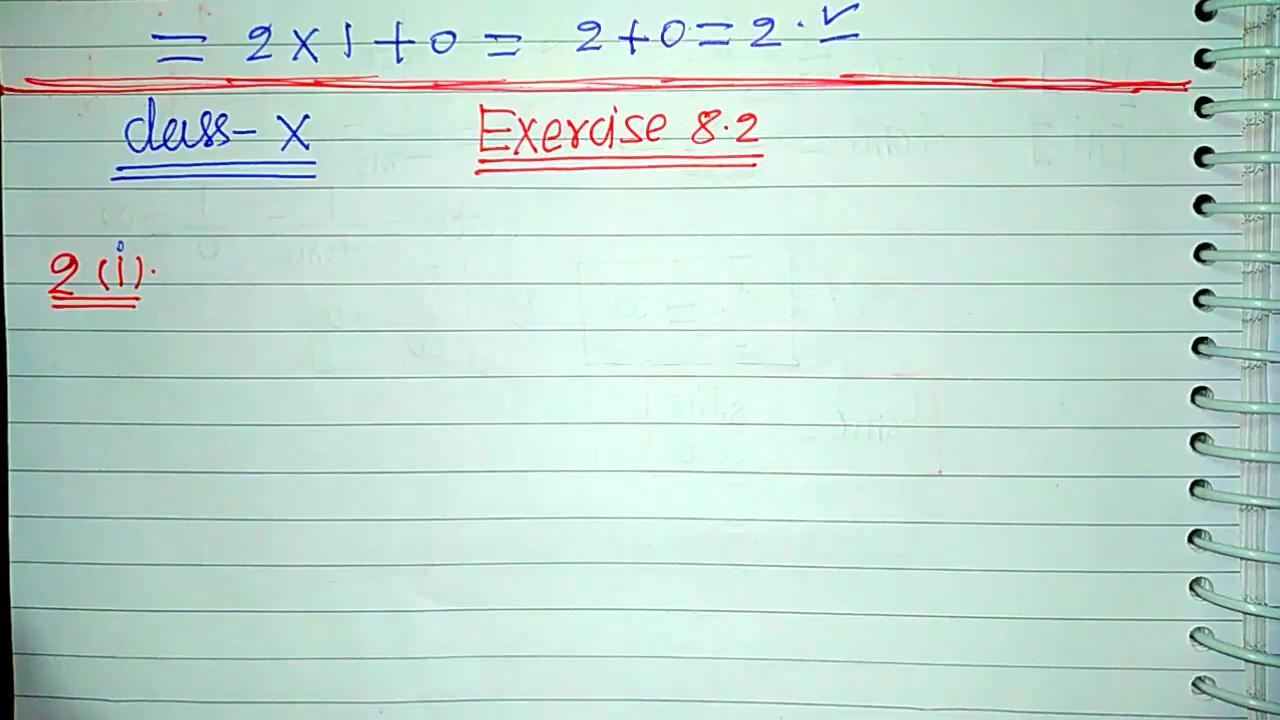 = 2 × 1 + 0 = 2+0=2.
class- X Exercise 8.2
2 (i).